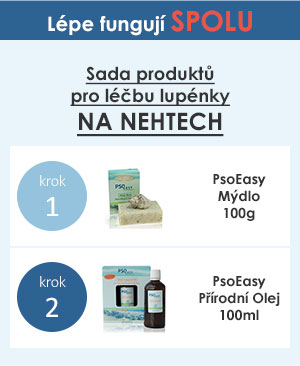 Lépe fungují SPOLU
Sada produktů
pro léčbu lupénky
NA NEHTECH
krok
1
PsoEasy
Mýdlo
100g
krok
2
PsoEasy
Přírodní Olej
100ml